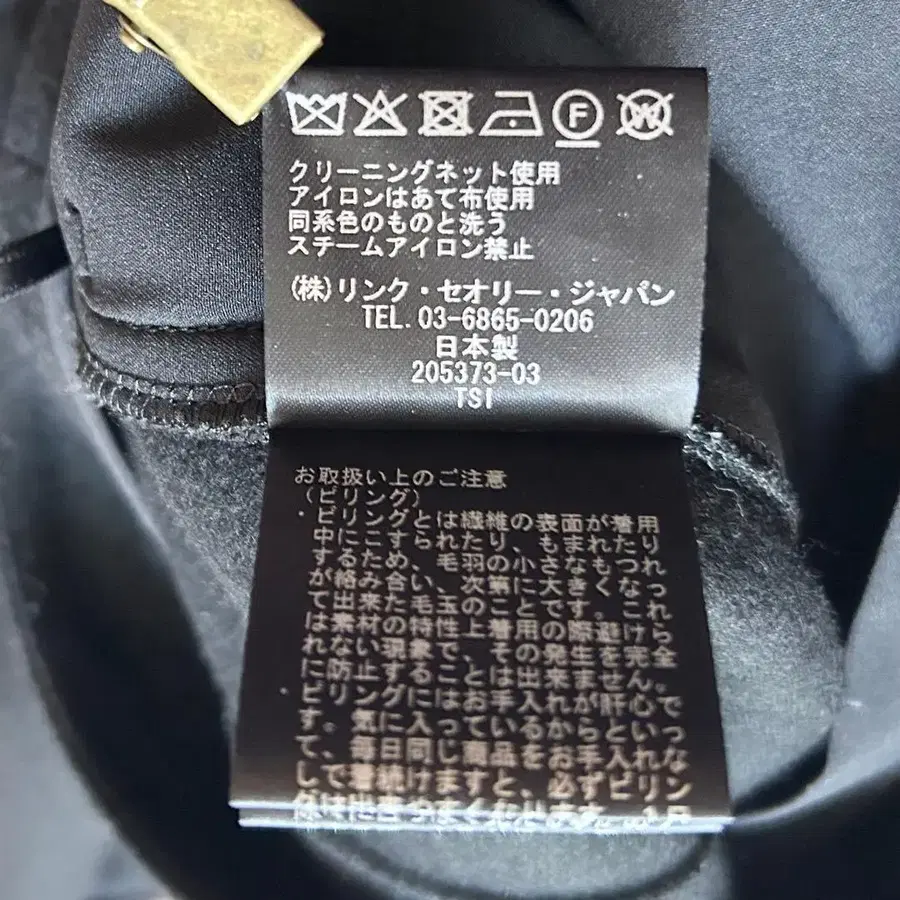 F W
クリーニングネット使用
アイロンはあて布使用
同系色のものと洗う
スチームアイロン禁止
(株)リンク・セオリー・ジャパン
TEL. 03-6865-0206
日本製
205373-03
TSI
お取扱い上のご注意
(ピリング)
・ピリングとは繊維の表面が着用
中にこすられたり、もまれたり
するため、毛羽の小さなもつれ
が絡み合い、次第に大きくなっ
て出来た毛玉のことです。これ
は素材の特性上着用の際避けら
れない現象で、その発生を完全
に防止することは出来ません。
・ピリングにはお手入れが肝心で
す。気に入っているからといっ
て、毎日同じ商品をお手入れな
しで着続けますと、必ずピリン